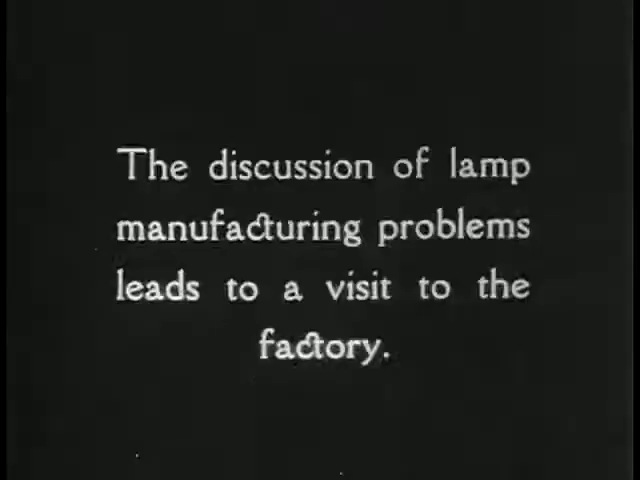 The discussion of lamp
manufacturing problems
leads to a visit to the
factory.